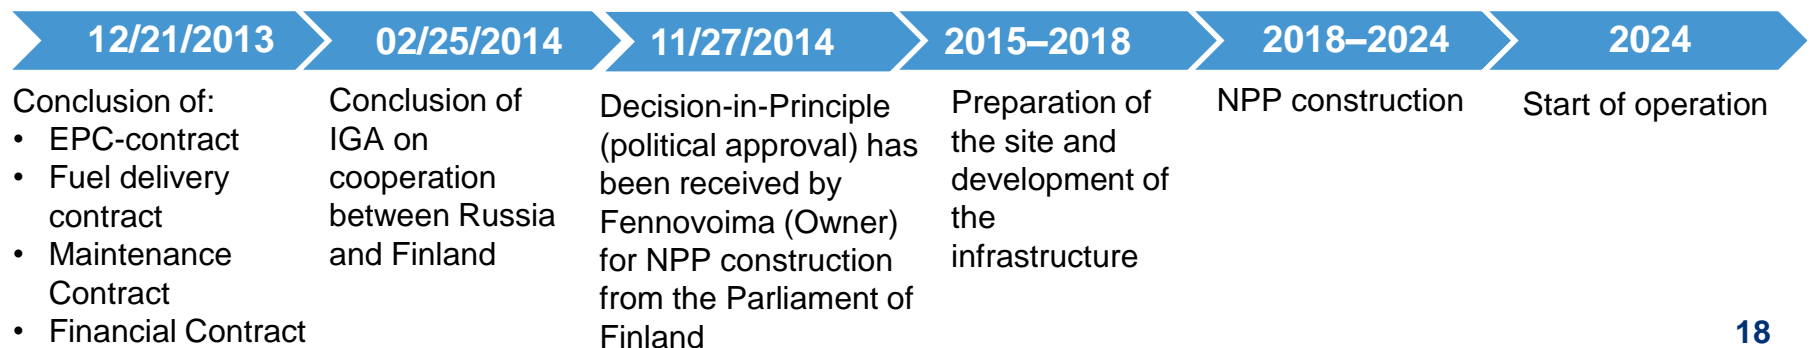 12/21/2013
Conclusion of:
• EPC-contract
• Fuel delivery
contract
• Maintenance
Contract
• Financial Contract
02/25/2014
Conclusion of
IGA on
cooperation
between Russia
and Finland
11/27/2014
Decision-in-Principle
(political approval) has
been received by
Fennovoima (Owner)
for NPP construction
from the Parliament of
Finland
2015–2018
Preparation of
the site and
development of
the
infrastructure
2018–2024
NPP construction
2024
Start of operation
18